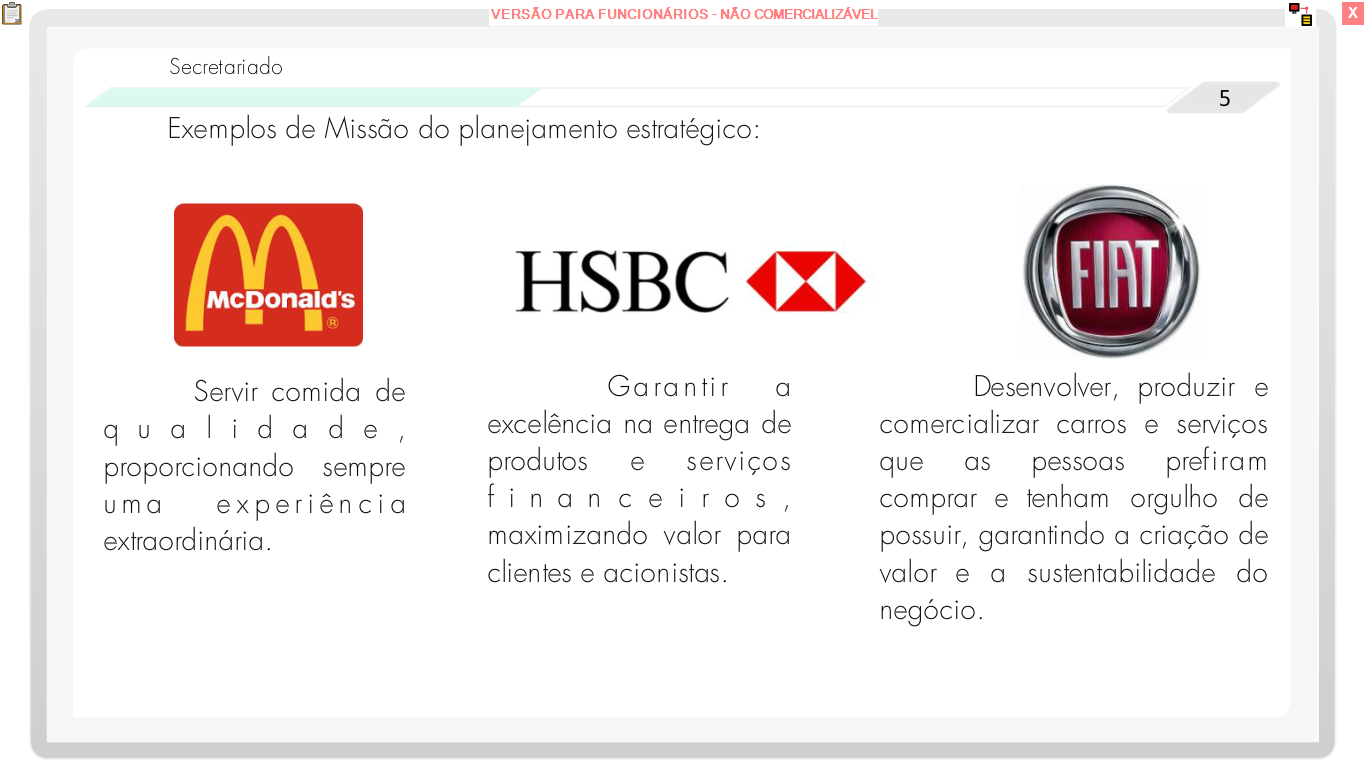 VERSÃO PARA FUNCIONÁRIOS - NÃO COMERCIALIZÁVEL
X
Secretariado
5
Exemplos de Missão do planejamento estratégico:
McDonald's
®
Servir comida de
qualidade,
proporcionando sempre
uma experiência
extraordinária.
HSBC
Garantir a
excelência na entrega de
produtos e serviços
financeiros,
maximizando valor para
clientes e acionistas.
FIAT
Desenvolver, produzir e
comercializar carros e serviços
que as pessoas prefiram
comprar e tenham orgulho de
possuir, garantindo a criação de
valor e a sustentabilidade do
negócio.